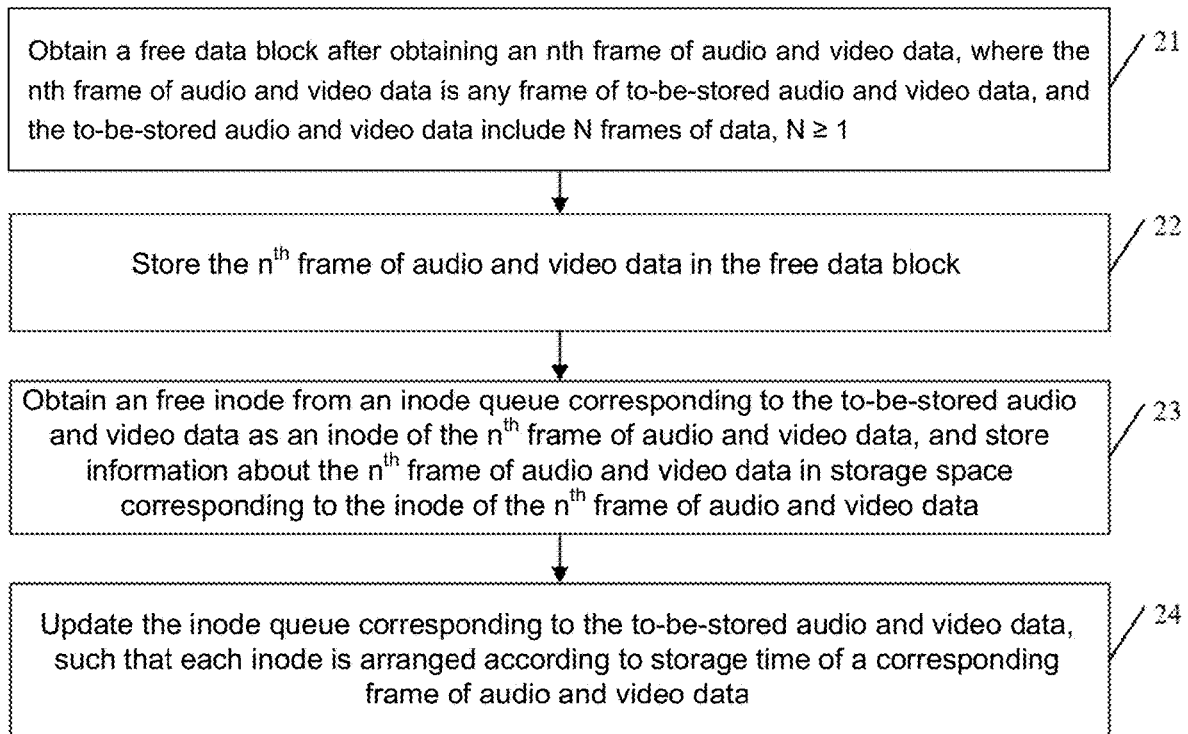 Obtain a free data block after obtaining an nth frame of audio and video data, where the
nth frame of audio and video data is any frame of to-be-stored audio and video data, and
the to-be-stored audio and video data include N frames of data, N ≥ 1
21
Store the nth frame of audio and video data in the free data block
22
Obtain an free inode from an inode queue corresponding to the to-be-stored audio
and video data as an inode of the nth frame of audio and video data, and store
information about the nth frame of audio and video data in storage space
corresponding to the inode of the nth frame of audio and video data
23
Update the inode queue corresponding to the to-be-stored audio and video data,
such that each inode is arranged according to storage time of a corresponding
frame of audio and video data
24